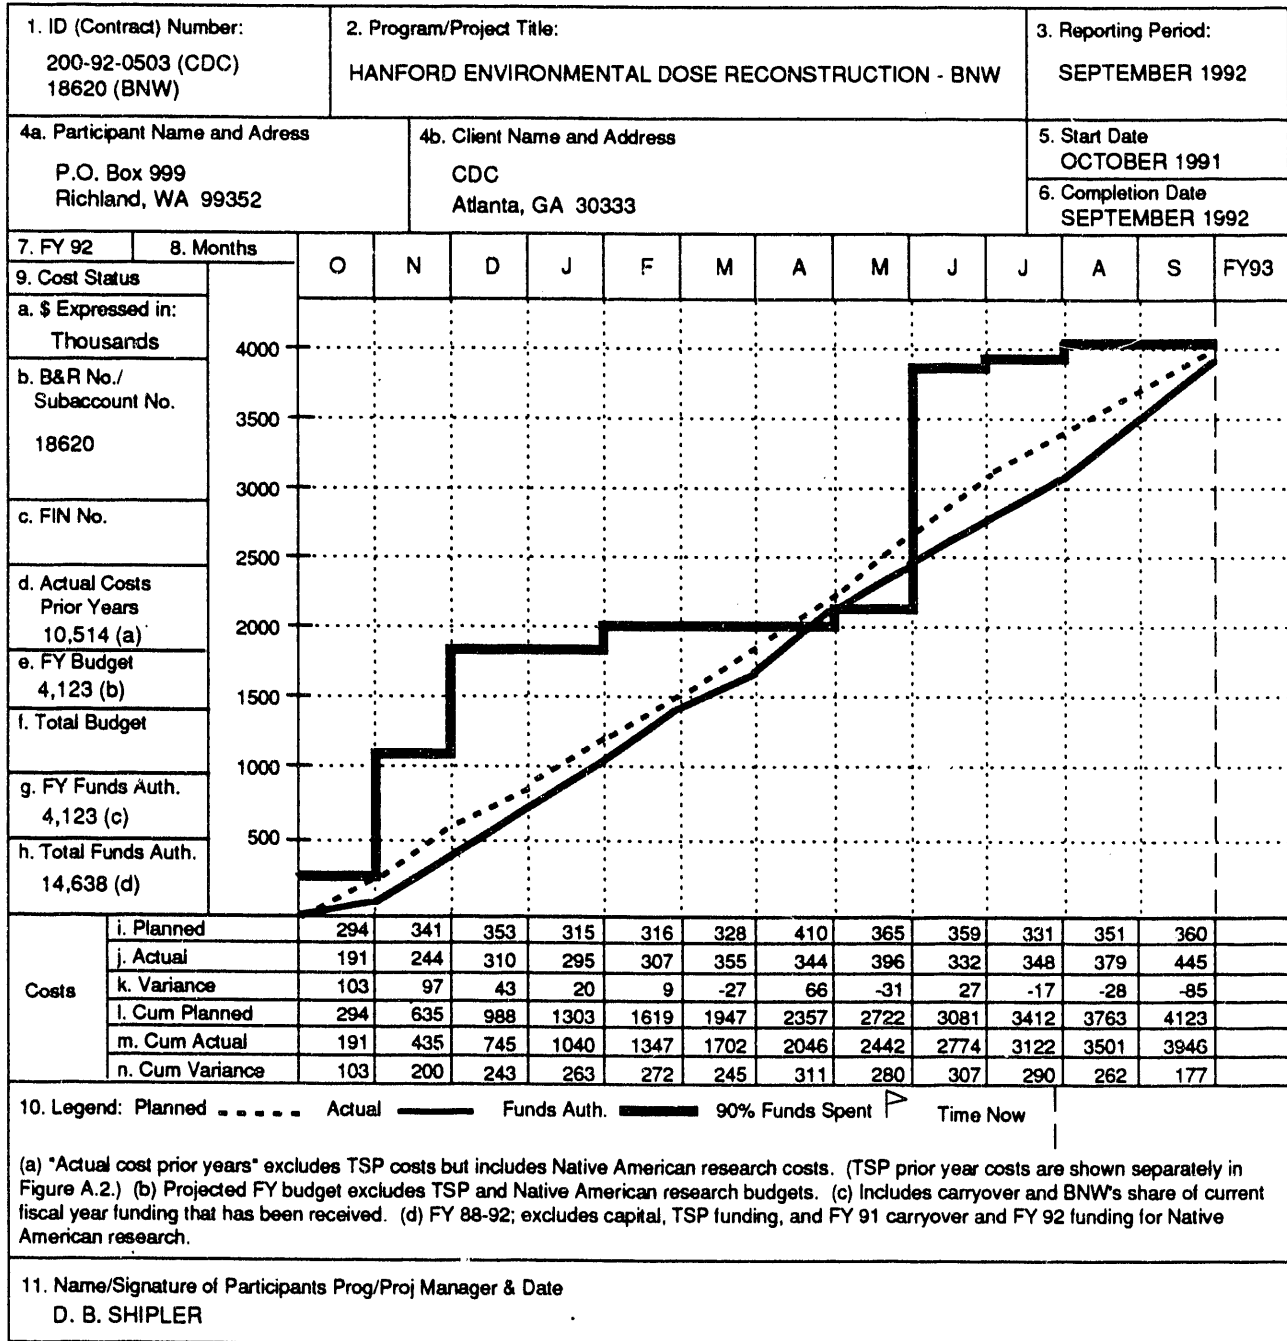 1. ID (Contract) Number:
200-92-0503 (CDC)
18620 (BNW)
2. Program/Project Title:
HANFORD ENVIRONMENTAL DOSE RECONSTRUCTION - BNW
3. Reporting Period:
SEPTEMBER 1992
4a. Participant Name and Adress
P.O. Box 999
Richland, WA 99352
4b. Client Name and Address
CDC
Atlanta, GA 30333
5. Start Date
OCTOBER 1991
6. Completion Date
SEPTEMBER 1992
7. FY 92
8. Months
O N D J F M A M J J A S FY93
9. Cost Status
a. $ Expressed in:
Thousands
b. B&R No./
Subaccount No.
18620
c. FIN No.
d. Actual Costs
Prior Years
10,514 (a)
e. FY Budget
4,123 (b)
f. Total Budget
g. FY Funds Auth.
4,123 (c)
h. Total Funds Auth.
14,638 (d)
4000
3500
3000
2500
2000
1500
1000
500
Costs
i. Planned 294 341 353 315 316 328 410 365 359 331 351 360
j. Actual 191 244 310 295 307 355 344 396 332 348 379 445
k. Variance 103 97 43 20 9 -27 66 -31 27 -17 -28 -85
l. Cum Planned 294 635 988 1303 1619 1947 2357 2722 3081 3412 3763 4123
m. Cum Actual 191 435 745 1040 1347 1702 2046 2442 2774 3122 3501 3946
n. Cum Variance 103 200 243 263 272 245 311 280 307 290 262 177
10. Legend: Planned Actual Funds Auth. 90% Funds Spent Time Now
(a) "Actual cost prior years" excludes TSP costs but includes Native American research costs. (TSP prior year costs are shown separately in
Figure A.2.) (b) Projected FY budget excludes TSP and Native American research budgets. (c) Includes carryover and BNW's share of current
fiscal year funding that has been received. (d) FY 88-92; excludes capital, TSP funding, and FY 91 carryover and FY 92 funding for Native
American research.
11. Name/Signature of Participants Prog/Proj Manager & Date
D. B. SHIPLER